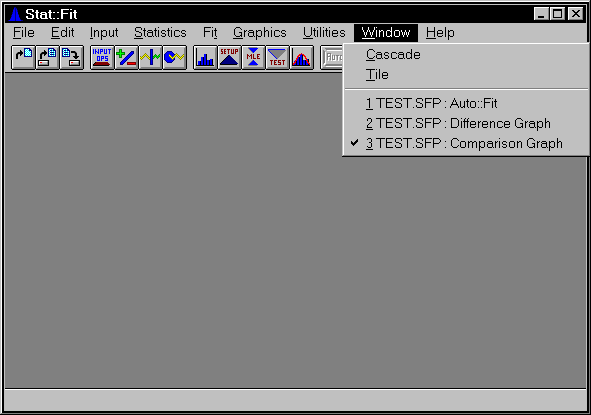 Stat::Fit
File Edit Input Statistics Fit Graphics Utilities Window Help
INPUT OPS SETUP MLE TEST AUTO
Cascade
Tile
1 TEST.SFP : Auto::Fit
2 TEST.SFP : Difference Graph
✔ 3 TEST.SFP : Comparison Graph